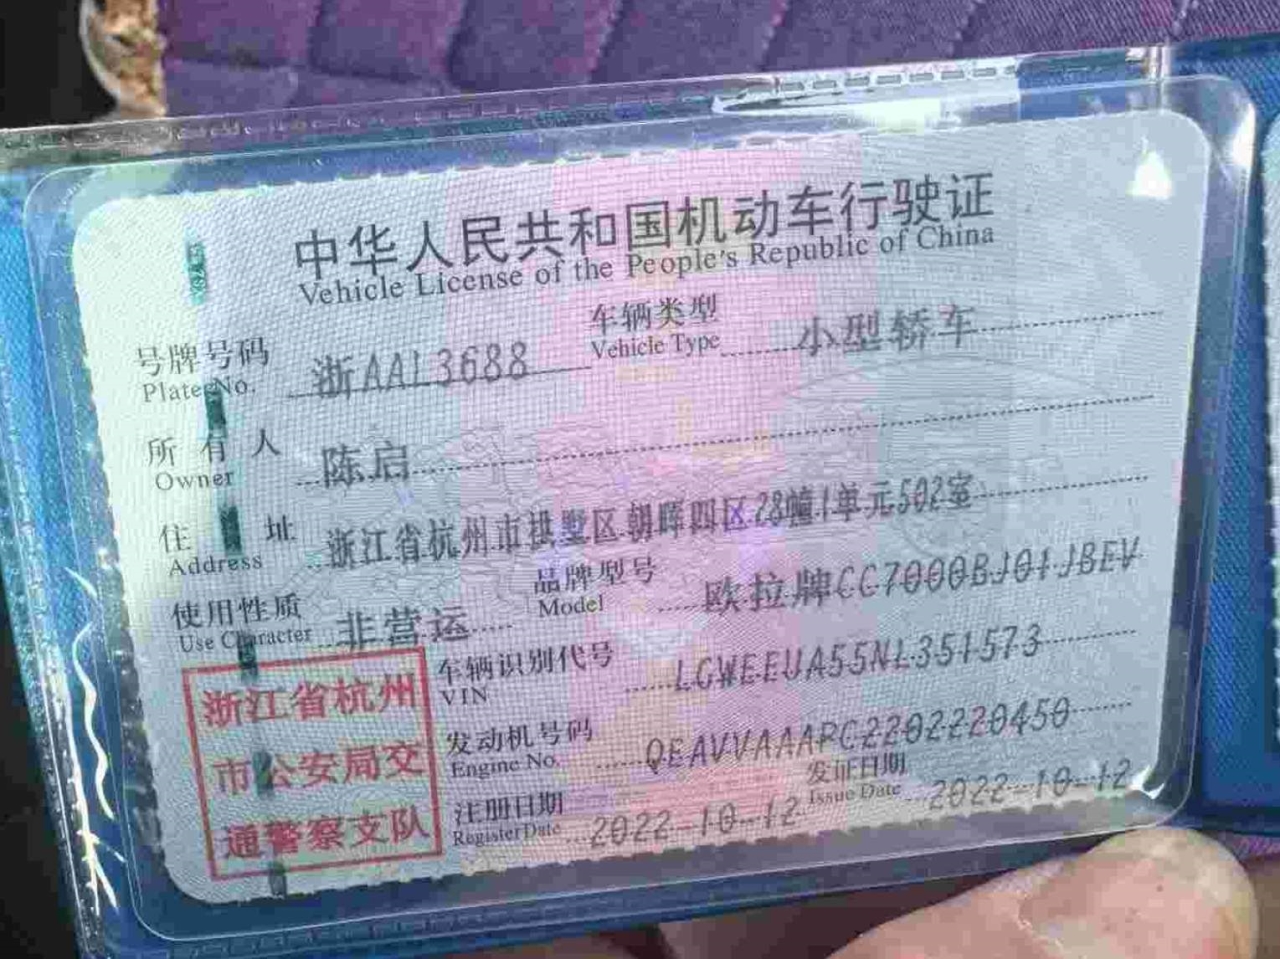 中华人民共和国机动车行驶证
Vehicle License of the People's Republic of China
号牌号码 浙AAL3688 车辆类型 小型轿车
Plate No. Vehicle Type
所有人 陈启
Owner
住址 浙江省杭州市拱墅区朝晖四区28幢1单元502室
Address
使用性质 非营运 品牌型号 欧拉牌CC7000BJ01JBEV
Use Character Model
浙江省杭州
市公安局交
通警察支队
车辆识别代号 LGWEEUA55NL351573
VIN
发动机号码 QEAVVAAAPC2202220450
Engine No.
注册日期 2022-10-12 发证日期 2022-10-12
Register Date Issue Date